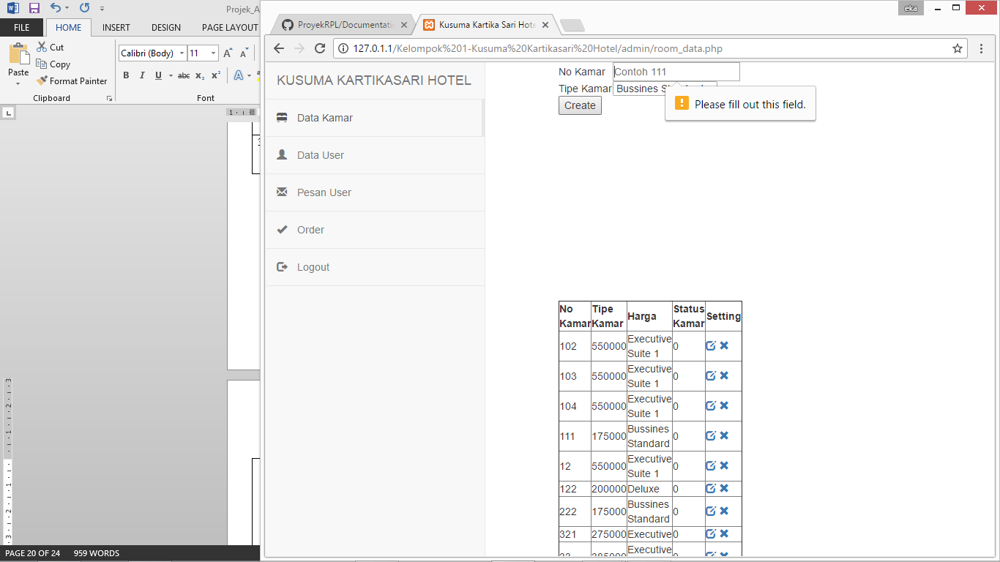 Projek_A
eka
FILE HOME INSERT DESIGN PAGE LAYOUT
Cut
Copy
Format Painter
Paste
Clipboard
Calibri (Body) 11
B I U abc x₂ x²
Font
ProyekRPL/Documentati
Kusuma Kartika Sari Hote
127.0.1.1/Kelompok%201-Kusuma%20Kartikasari%20Hotel/admin/room_data.php
KUSUMA KARTIKASARI HOTEL
Data Kamar
Data User
Pesan User
Order
Logout
No Kamar Contoh 111
Tipe Kamar Bussines
Create
Please fill out this field.
No Kamar Tipe Kamar Harga Status Kamar Setting
102 550000 Executive Suite 1 0
103 550000 Executive Suite 1 0
104 550000 Executive Suite 1 0
111 175000 Bussines Standard 0
12 550000 Executive Suite 1 0
122 200000 Deluxe 0
222 175000 Bussines Standard 0
321 275000 Executive 0
Executive
PAGE 20 OF 24 959 WORDS